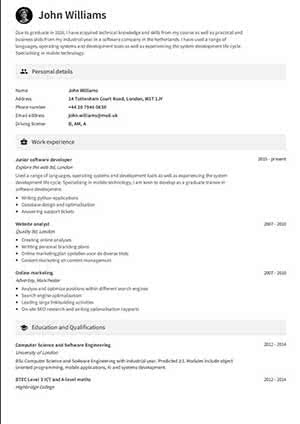 John Williams
Due to graduate in 2016, I have acquired technical knowledge and skills from my course as well as practical and
business skills from my industrial year in a software company in the Netherlands. I have used a range of
languages, operating systems and development tools as well as experiencing the system development life cycle.
Specialising in mobile technology.
Personal details
Name John Williams
Address 14 Tottenham Court Road, London, W1T 1JY
Phone number
Email address john.williams@mail.uk
Driving license B, AM, A
Work experience
Junior software developer 2015 - present
Explore the web ltd, London
Used a range of languages, operating systems and development tools as well as experiencing the system
development life cycle. Specialising in mobile technology, I am keen to develop as a graduate trainee in
software development.
Writing python applications
Database design and optimalisation
Answering support tickets
Website analyst 2007 - 2010
Quality ltd, London
Creating online analyses
Writing personal branding plans
Online marketing plan opstellen voor de diverse titels
Content marketing en content management
Online marketing 2007 - 2010
Advertep, Manchester
Analyse and optimize positions within different search engine
Search engine optimalisation
Leading large linkbuilding activities
On-site SEO research and writing optimalisation rapports
Education and Qualifications
Computer Science and Software Engineering 2012 - 2014
University of London
BSc Computer Science and Software Engineering with industrial year. Predicted 2:1. Modules include object
oriented programming, mobile applications, AI and systems development.
BTEC Level 3 ICT and A-level maths 2012 - 2014
Highbridge College